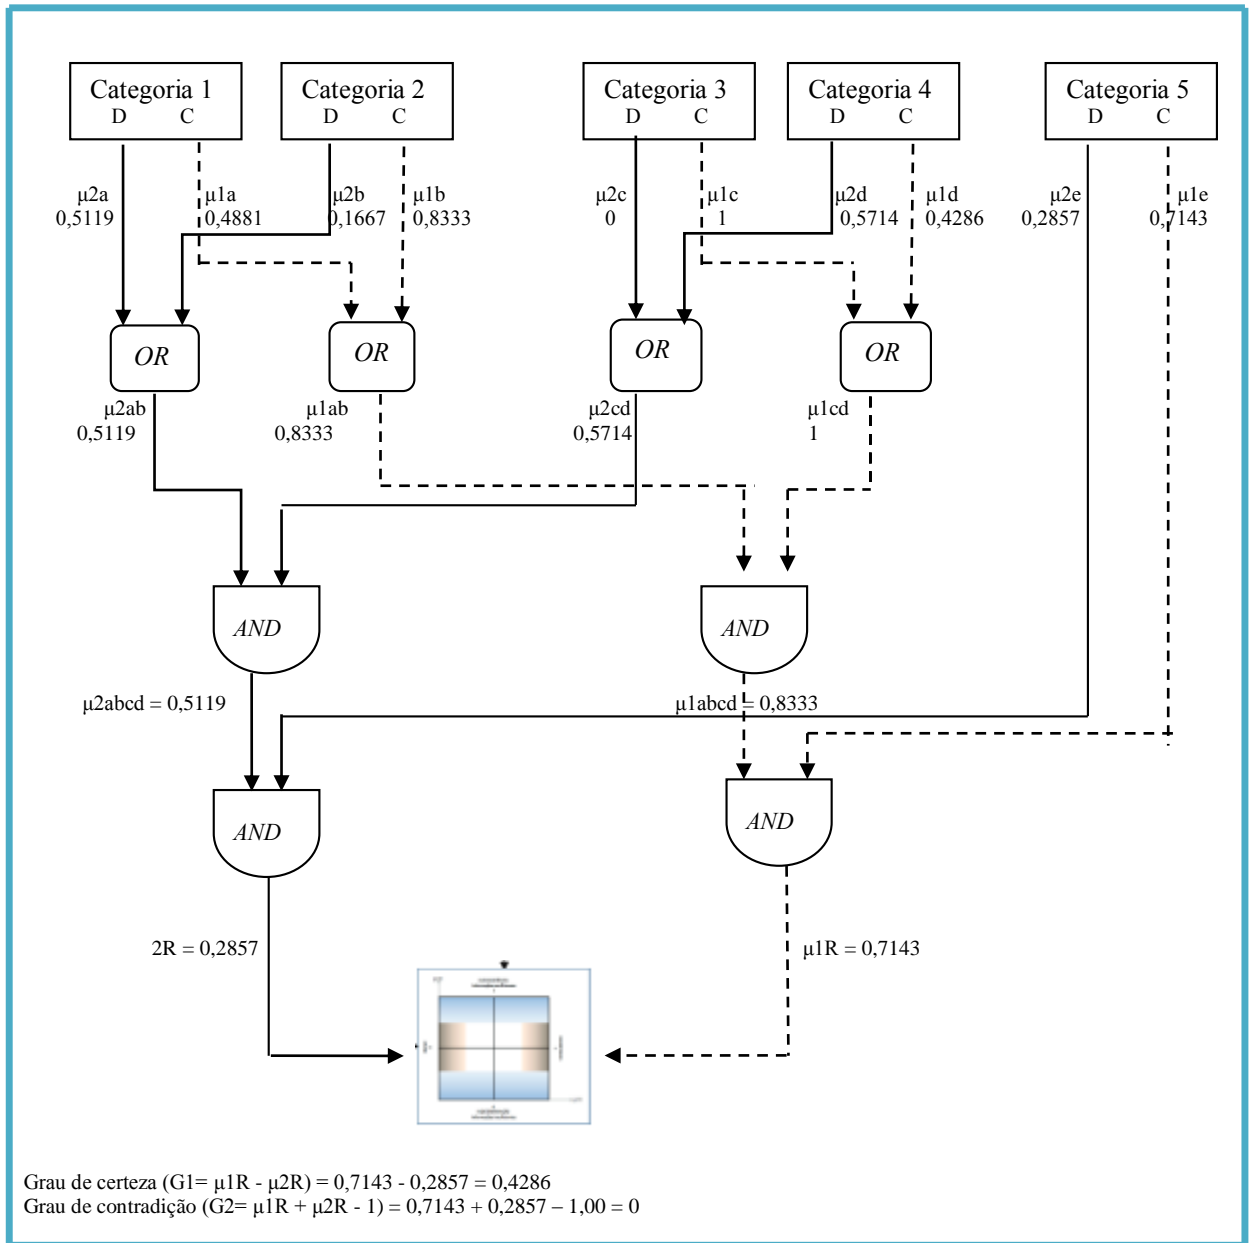 Categoria 1
D C
Categoria 2
D C
Categoria 3
D C
Categoria 4
D C
Categoria 5
D C
μ2a
0,5119
μ1a
0,4881
μ2b
0,1667
μ1b
0,8333
μ2c
0
μ1c
1
μ2d
0,5714
μ1d
0,4286
μ2e
0,2857
μ1e
0,7143
OR
OR
OR
OR
μ2ab
0,5119
μ1ab
0,8333
μ2cd
0,5714
μ1cd
1
AND
AND
μ2abcd = 0,5119
μ1abcd = 0,8333
AND
AND
2R = 0,2857
μ1R = 0,7143
Grau de certeza (G1= μ1R - μ2R) = 0,7143 - 0,2857 = 0,4286
Grau de contradição (G2= μ1R + μ2R - 1) = 0,7143 + 0,2857 – 1,00 = 0